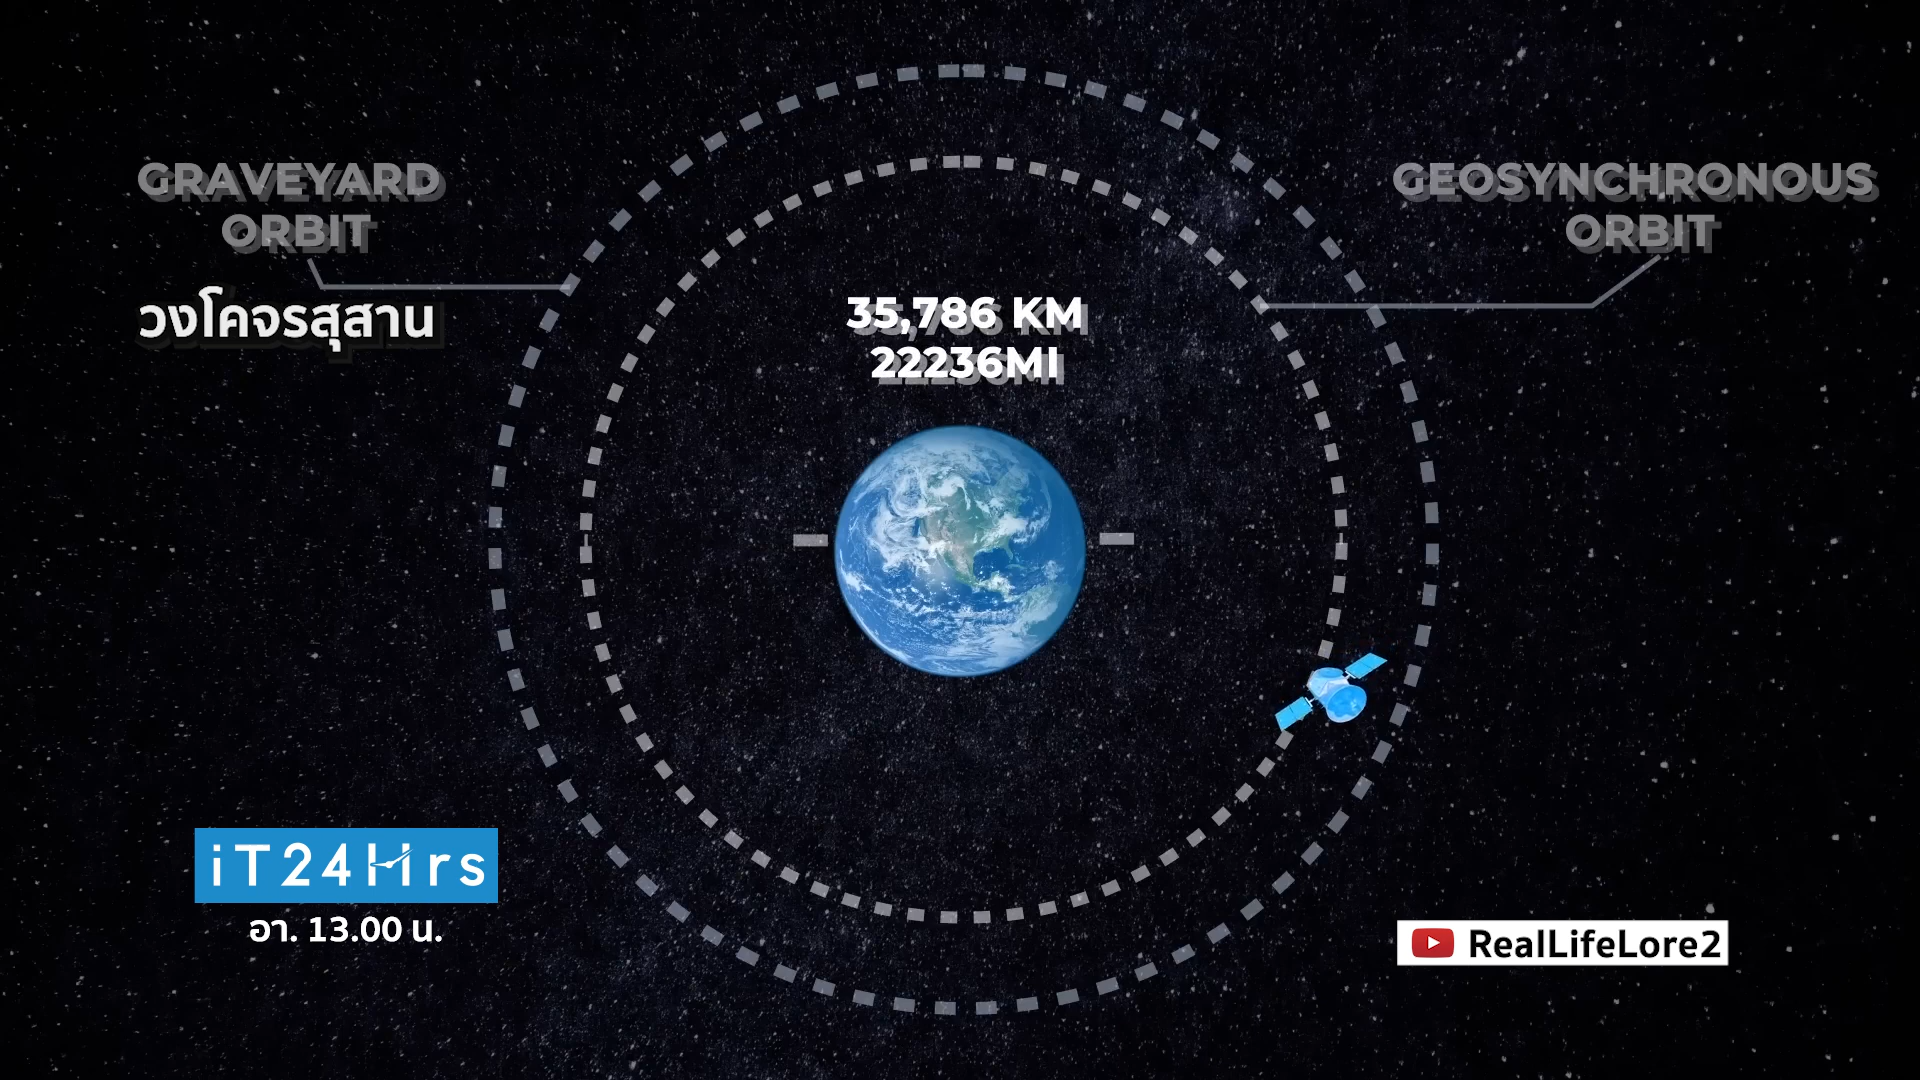 GRAVEYARD
ORBIT
วงโคจรสุสาน
GEOSYNCHRONOUS
ORBIT
35,786 KM
22236MI
iT24Hrs
อา. 13.00 น.
RealLifeLore2